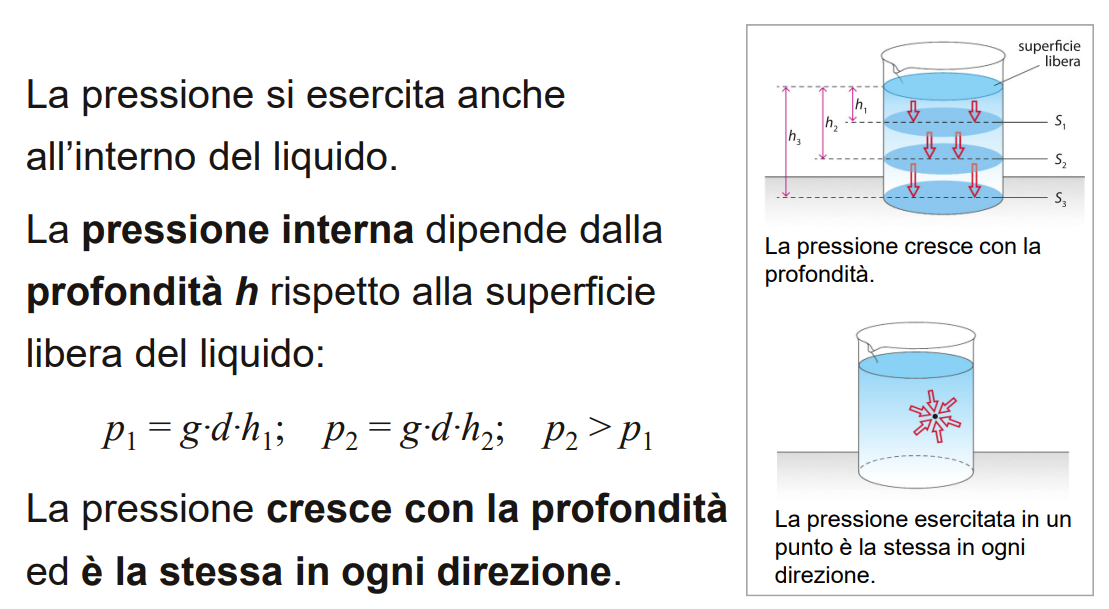 La pressione si esercita anche
all’interno del liquido.
La pressione interna dipende dalla
profondità h rispetto alla superficie
libera del liquido:
p₁ = g·d·h₁; p₂ = g·d·h₂; p₂ > p₁
La pressione cresce con la profondità
ed è la stessa in ogni direzione.
superficie
libera
h₁
h₂
h₃
S₁
S₂
S₃
La pressione cresce con la
profondità.
La pressione esercitata in un
punto è la stessa in ogni
direzione.